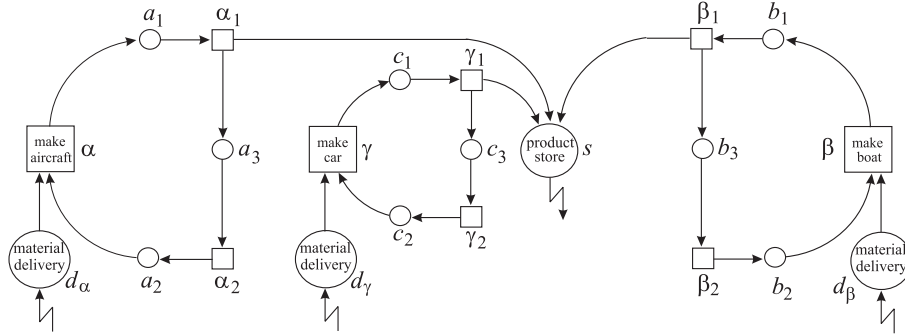 a1
α1
β1
b1
c1
γ1
make
aircraft
α
a3
make
car
γ
c3
product
store
s
b3
β
make
boat
material
delivery
dα
a2
α2
material
delivery
dγ
c2
γ2
β2
b2
material
delivery
dβ